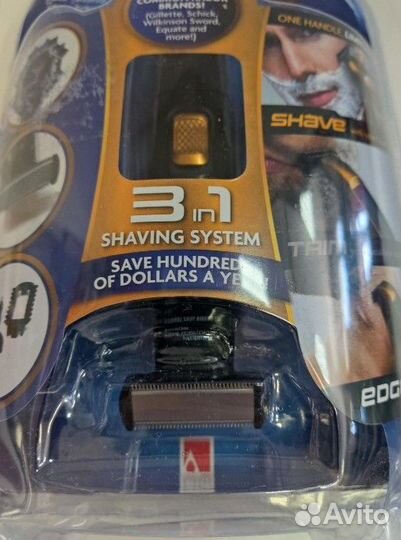 BRANDS!
[Gillette, Schick,
Wilkinson Sword,
Equate and
more!]
ONE HANDLE
SHAVE
3 in 1
SHAVING SYSTEM
SAVE HUNDRE
OF DOLLARS A YE
TRIM
EDG
Avito